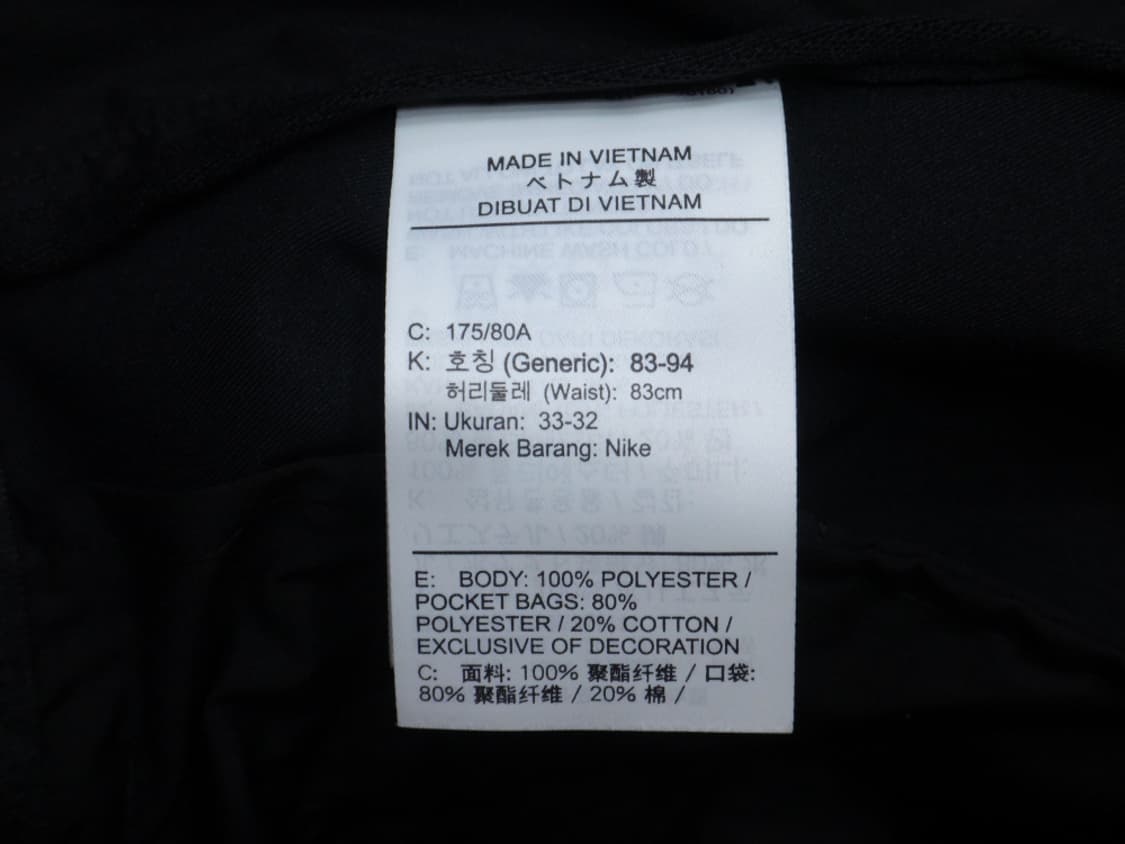 MADE IN VIETNAM
ベトナム製
DIBUAT DI VIETNAM
C: 175/80A
K: 호칭 (Generic): 83-94
허리둘레 (Waist): 83cm
IN: Ukuran: 33-32
Merek Barang: Nike
E: BODY: 100% POLYESTER /
POCKET BAGS: 80%
POLYESTER / 20% COTTON /
EXCLUSIVE OF DECORATION
C: 面料: 100% 聚酯纤维 / 口袋:
80% 聚酯纤维 / 20% 棉 /